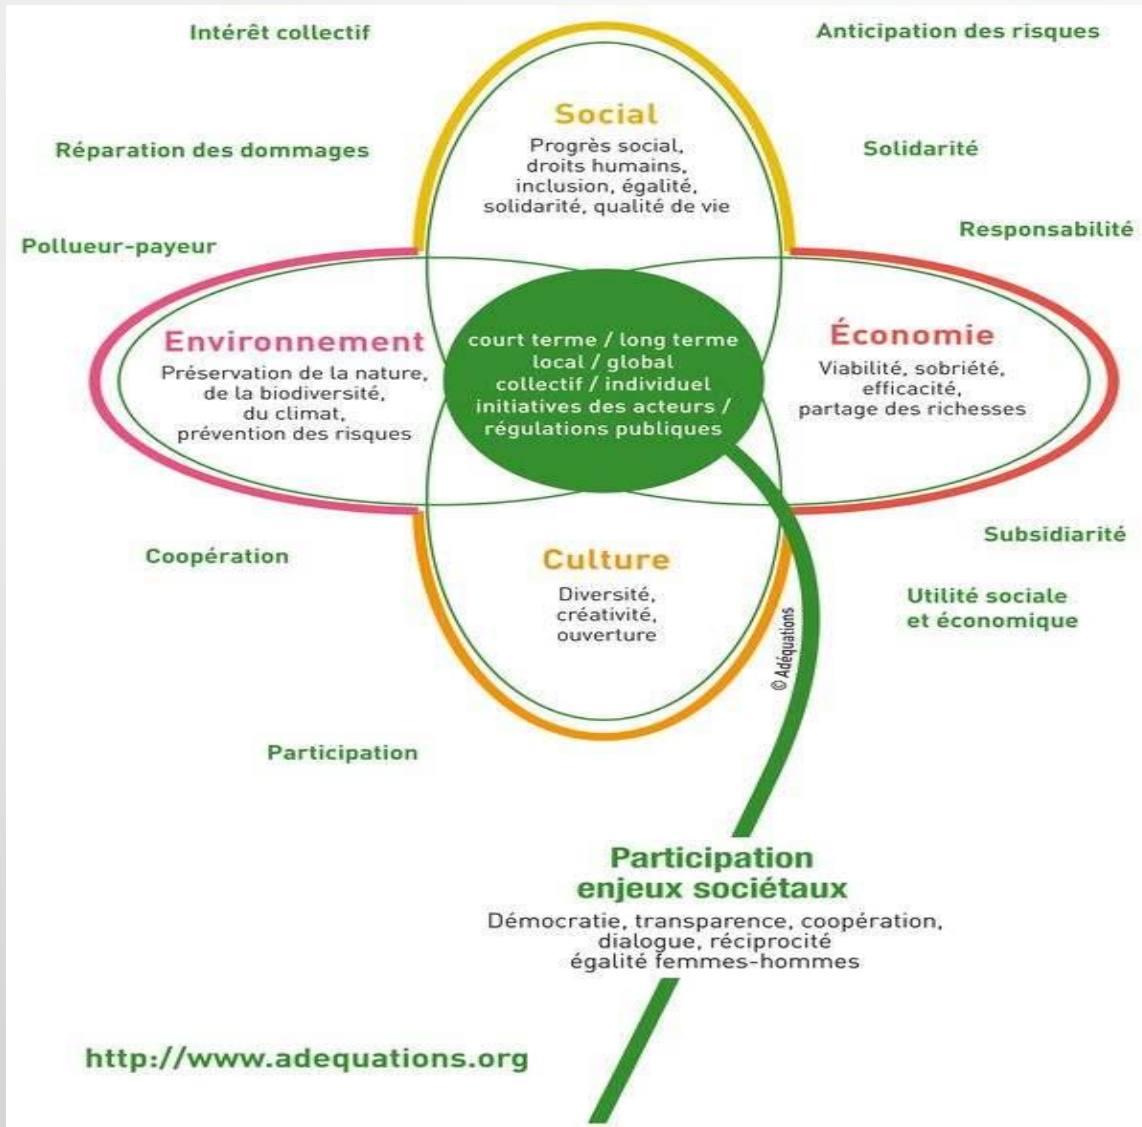 Intérêt collectif
Anticipation des risques
Social
Progrès social,
droits humains,
inclusion, égalité,
solidarité, qualité de vie
Réparation des dommages
Solidarité
Pollueur-payeur
Responsabilité
Environnement
Préservation de la nature,
de la biodiversité,
du climat,
prévention des risques
court terme / long terme
local / global
collectif / individuel
initiatives des acteurs /
régulations publiques
Économie
Viabilité, sobriété,
efficacité,
partage des richesses
Coopération
Culture
Diversité,
créativité,
ouverture
Subsidiarité
Utilité sociale
et économique
© Adéquations
Participation
Participation
enjeux sociétaux
Démocratie, transparence, coopération,
dialogue, réciprocité
égalité femmes-hommes
http://www.adequations.org